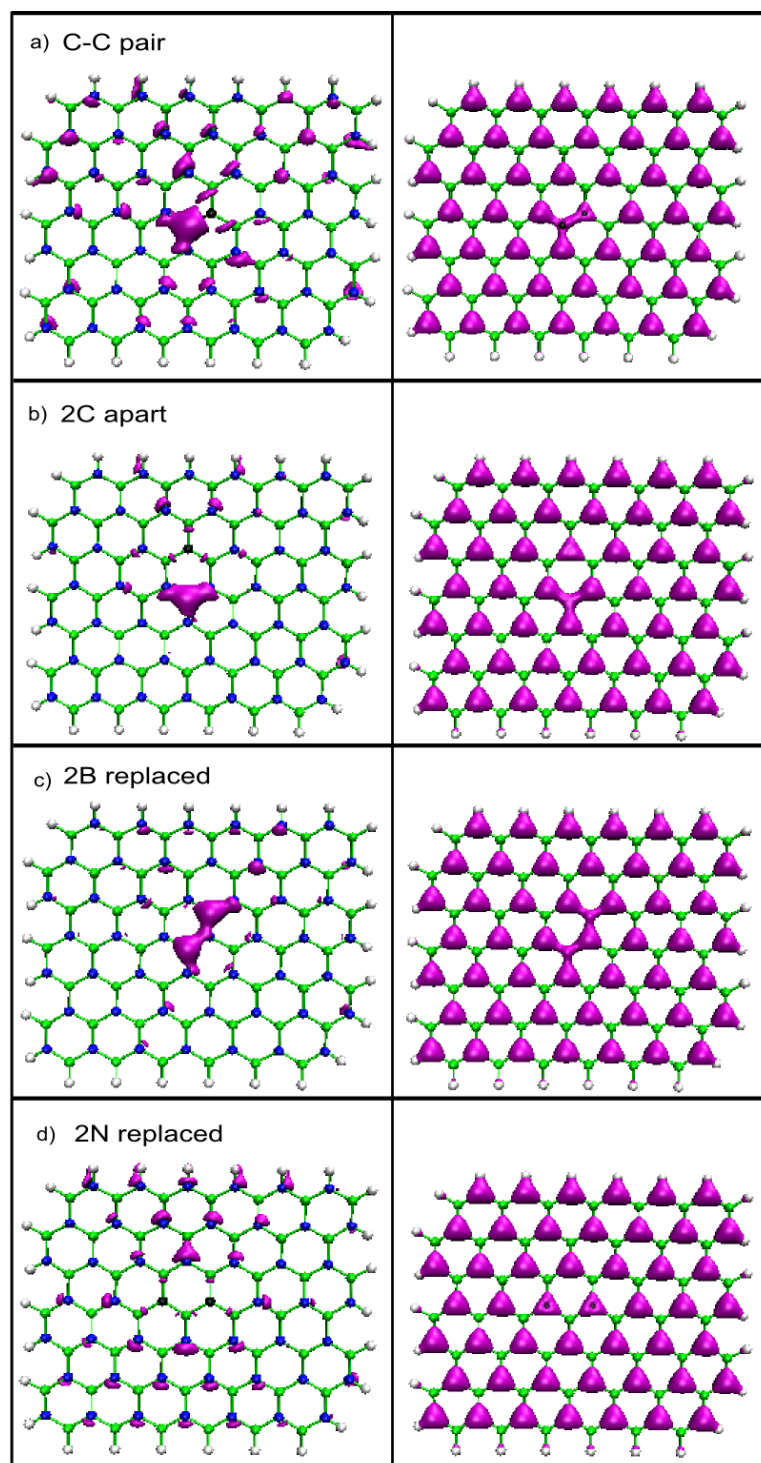 a) C-C pair
b) 2C apart
c) 2B replaced
d) 2N replaced